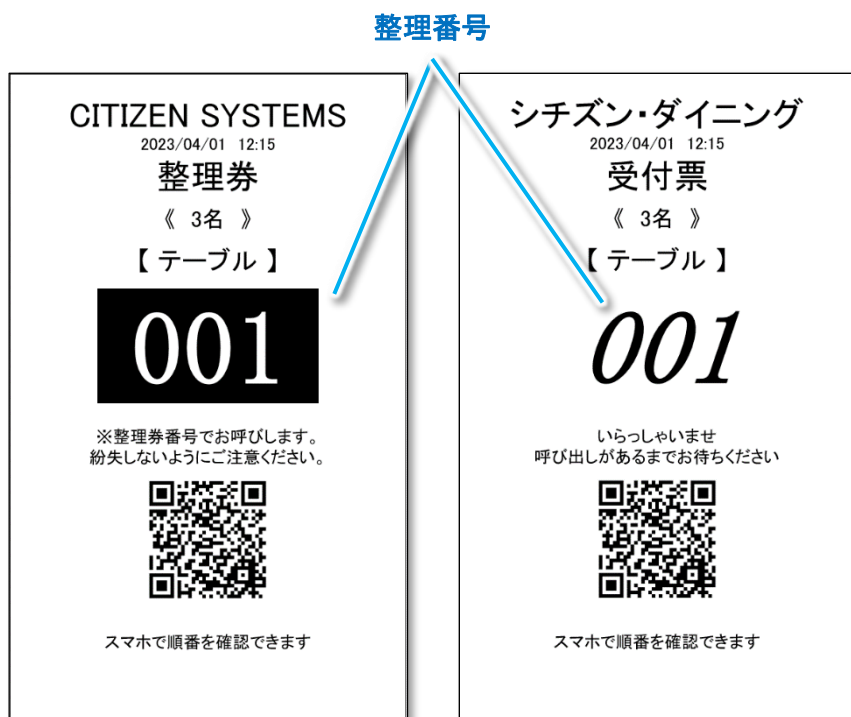 整理番号
CITIZEN SYSTEMS
2023/04/01 12:15
整理券
《 3名 》
【 テーブル 】
001
※整理券番号でお呼びします。
紛失しないようにご注意ください。
スマホで順番を確認できます
シチズン・ダイニング
2023/04/01 12:15
受付票
《 3名 》
【 テーブル 】
001
いらっしゃいませ
呼び出しがあるまでお待ちください
スマホで順番を確認できます